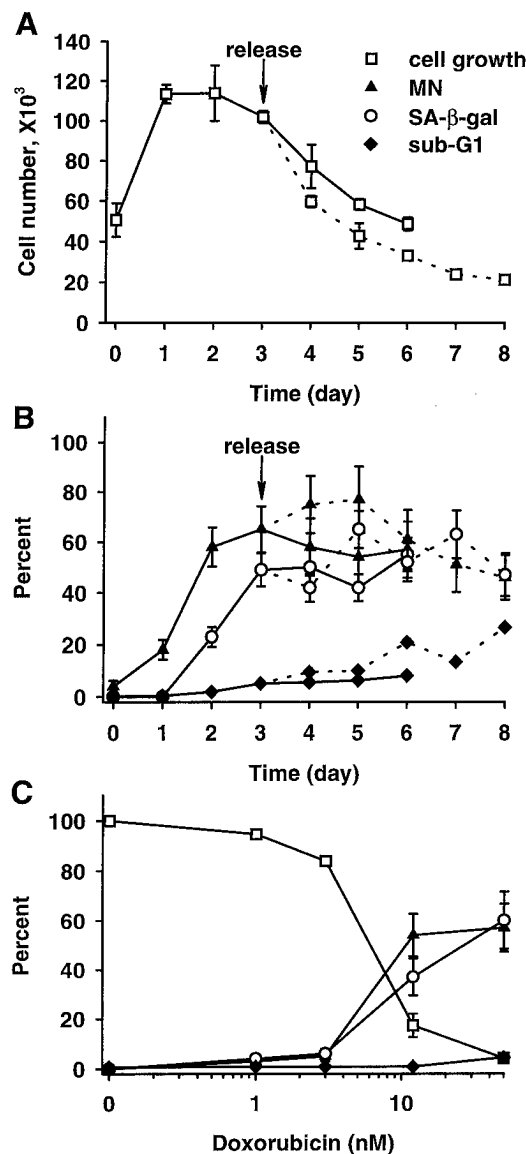 A
release
cell growth
MN
SA-β-gal
sub-G1
Cell number, X10³
140
120
100
80
60
40
20
0
0 1 2 3 4 5 6 7 8
Time (day)
B
release
Percent
100
80
60
40
20
0
0 1 2 3 4 5 6 7 8
Time (day)
C
Percent
100
80
60
40
20
0
0 1 10
Doxorubicin (nM)